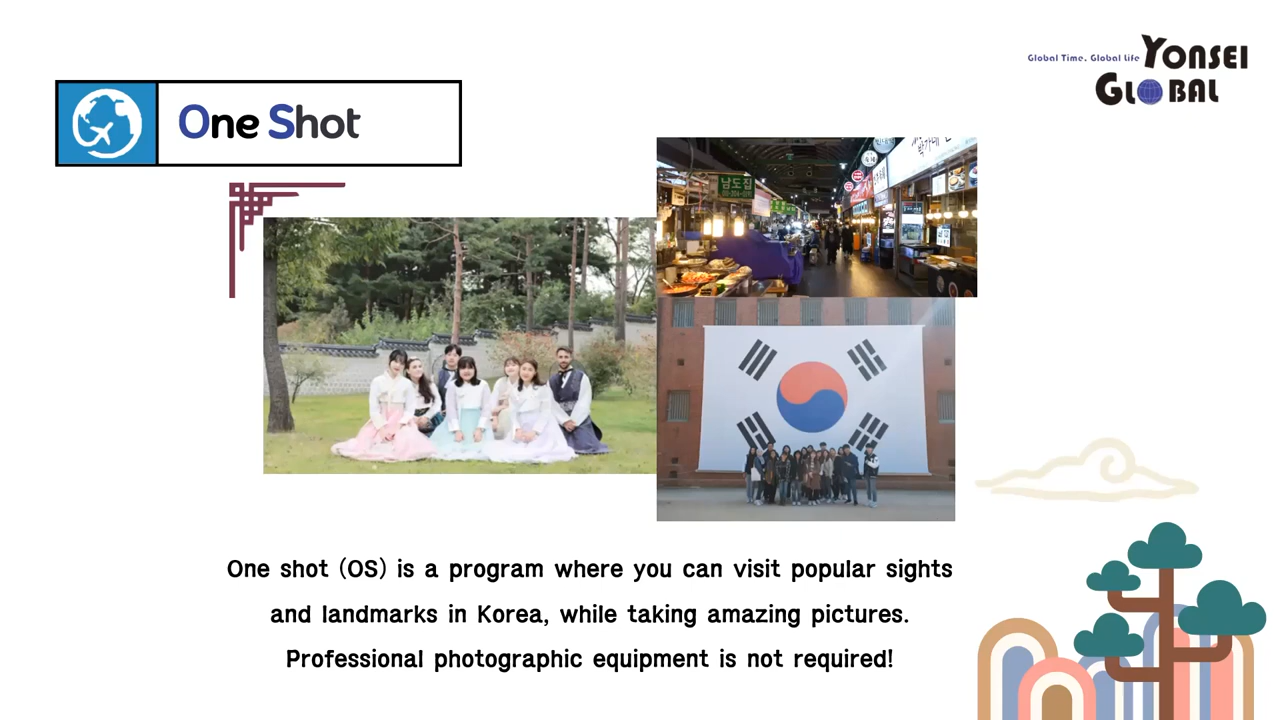 Global Time. Global Life YONSEI
GLOBAL
One Shot
남도집
One shot (OS) is a program where you can visit popular sights
and landmarks in Korea, while taking amazing pictures.
Professional photographic equipment is not required!